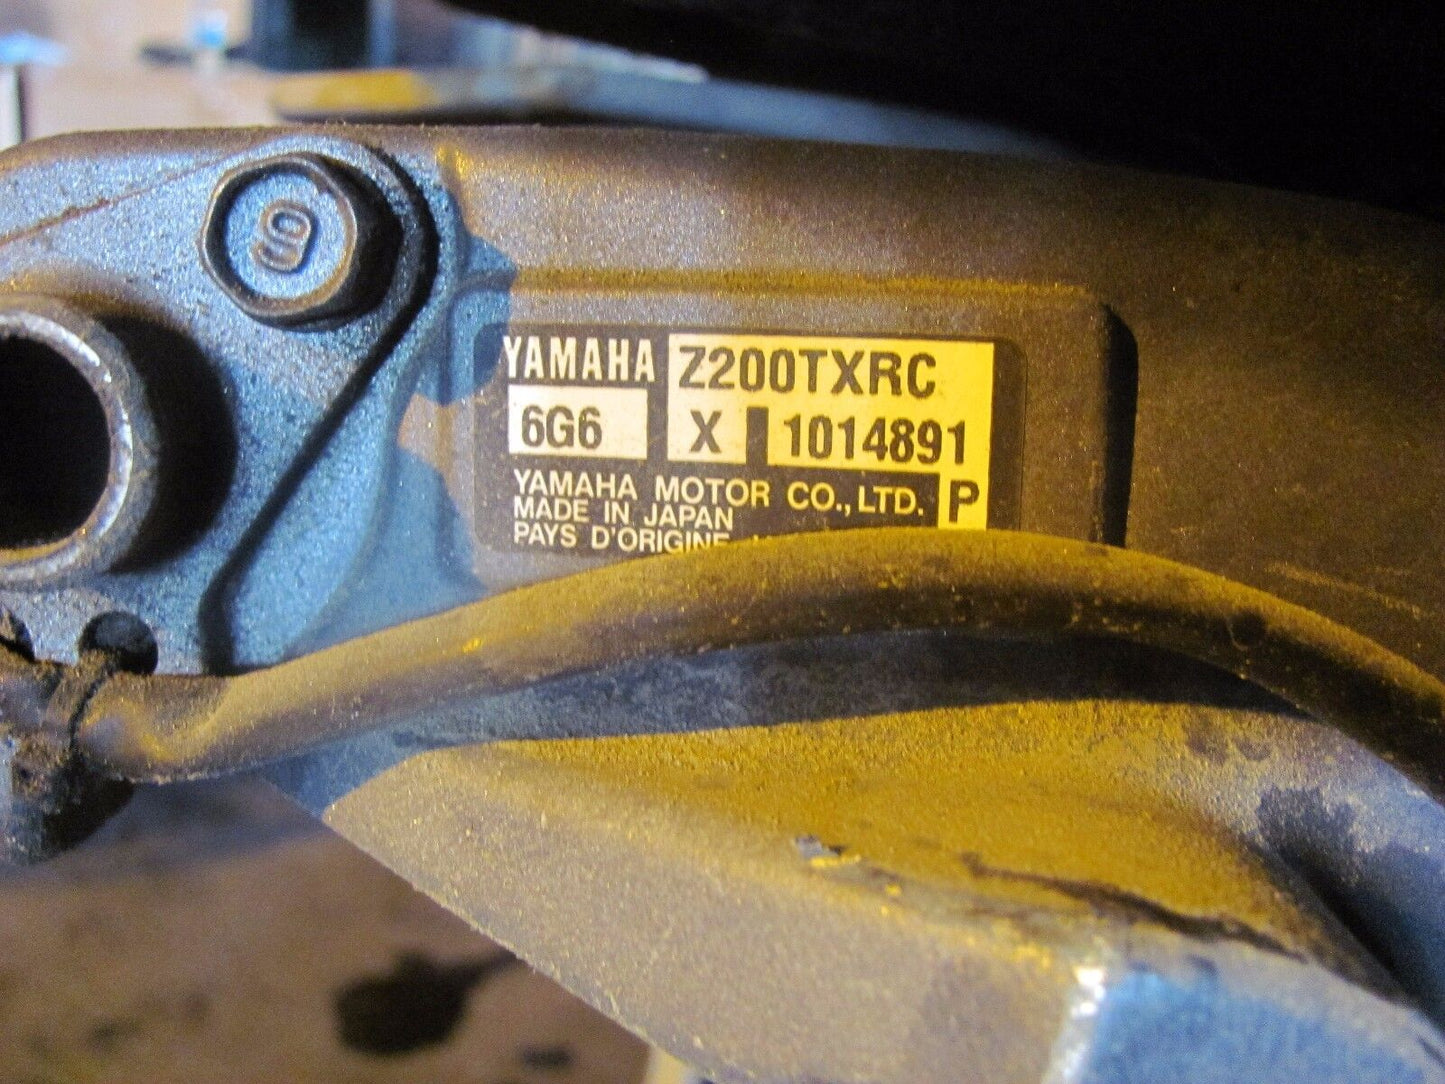 9
YAMAHA Z200TXRC
6G6 X 1014891
YAMAHA MOTOR CO., LTD. P
MADE IN JAPAN
PAYS D'ORIGINE